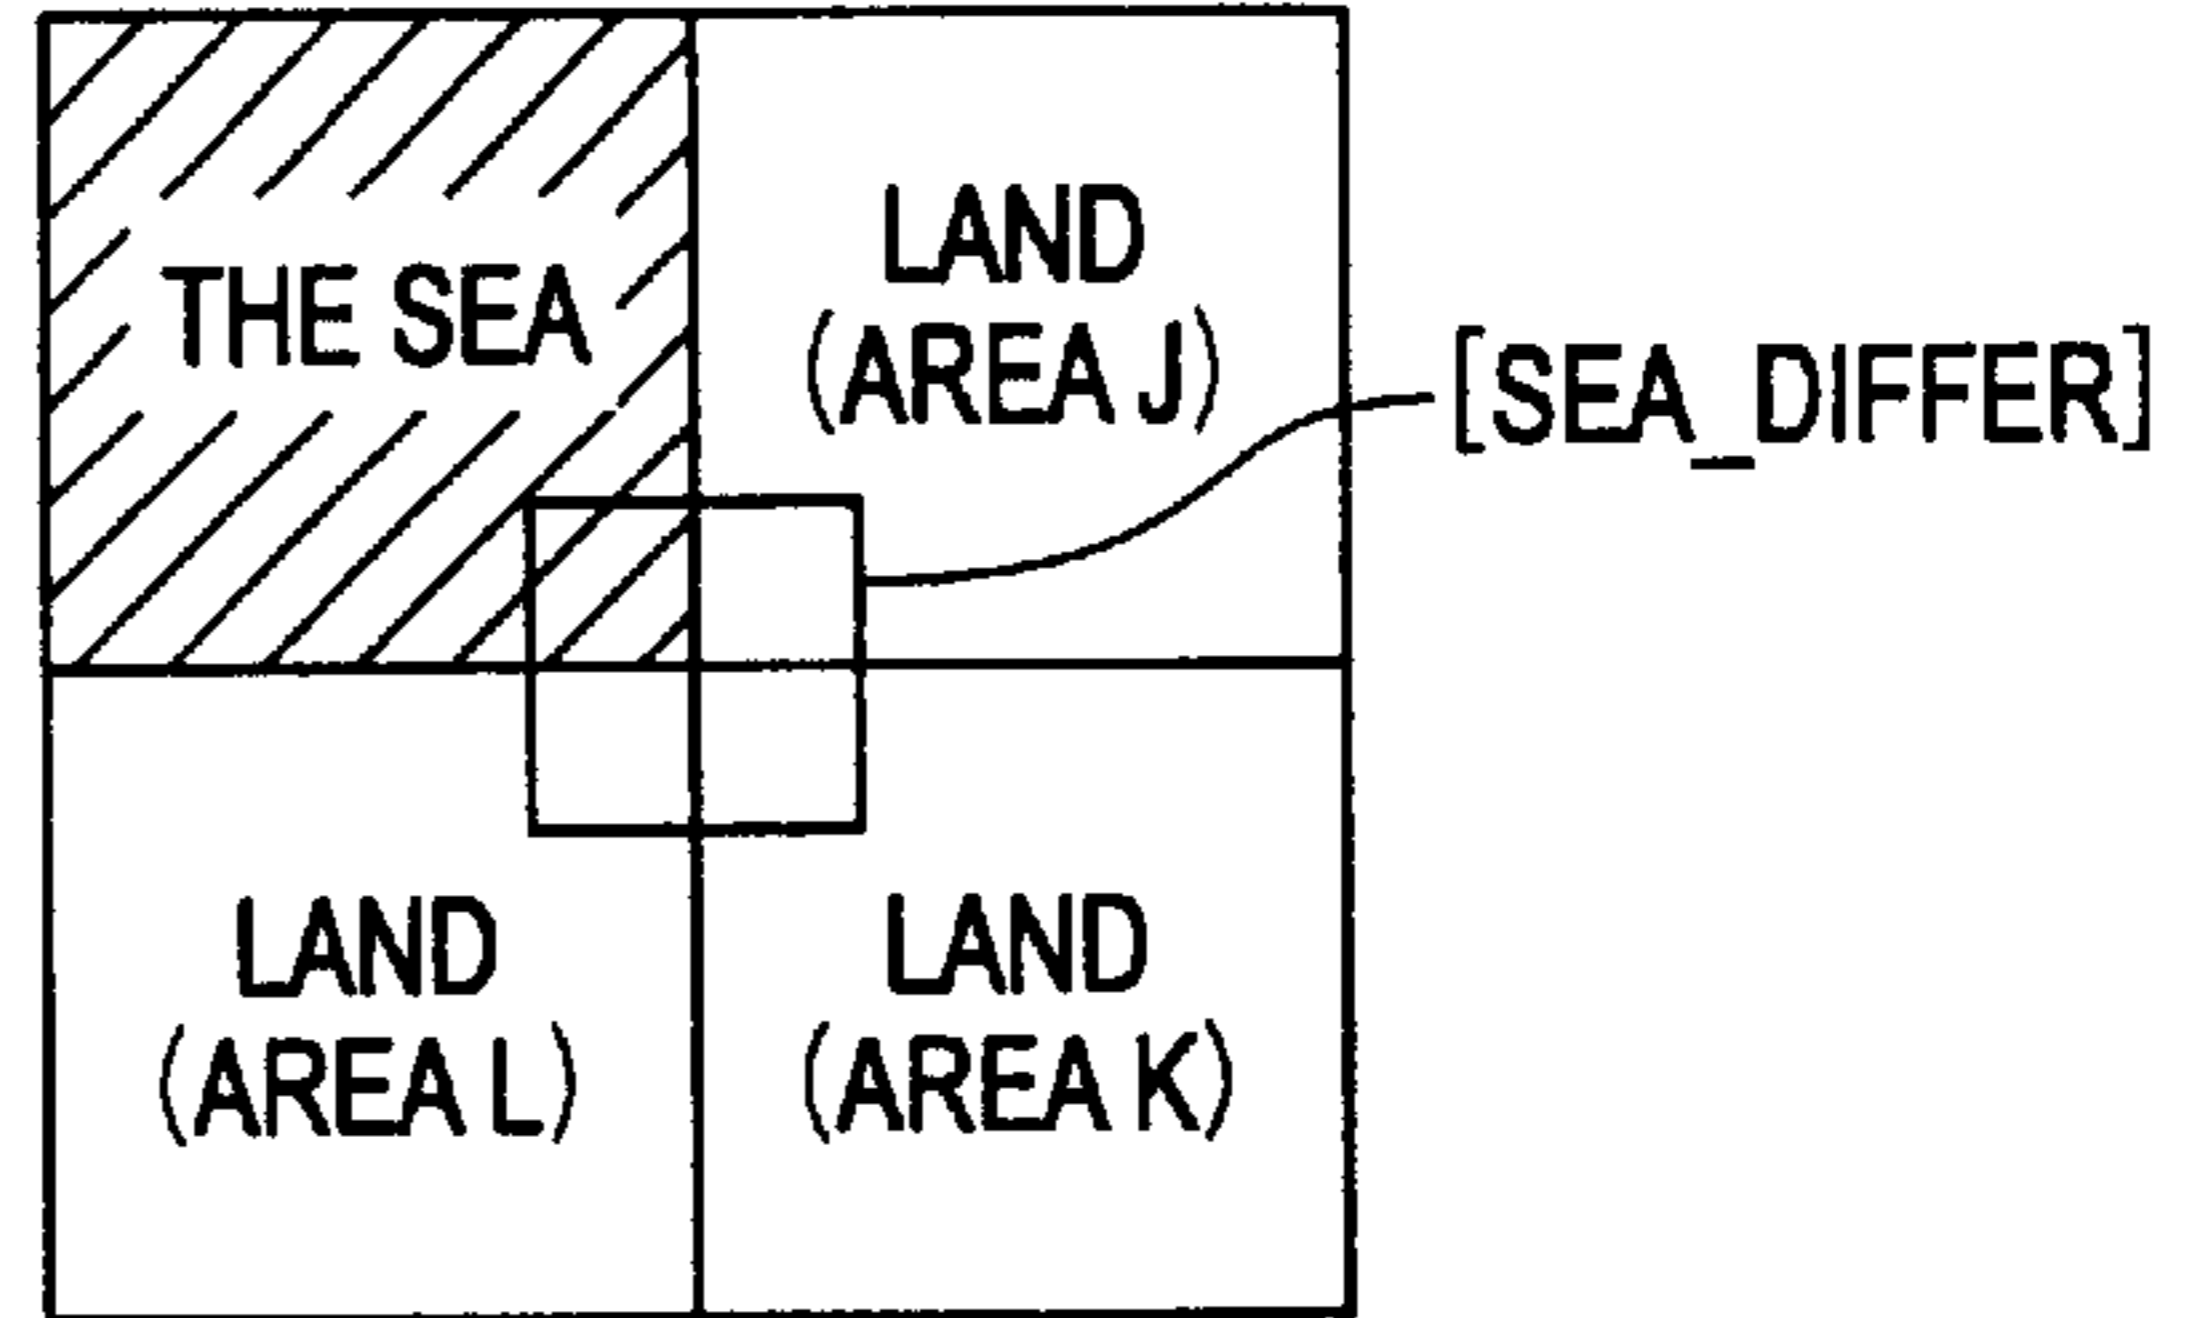 THE SEA
LAND
(AREA J)
[SEA_DIFFER]
LAND
(AREA L)
LAND
(AREA K)